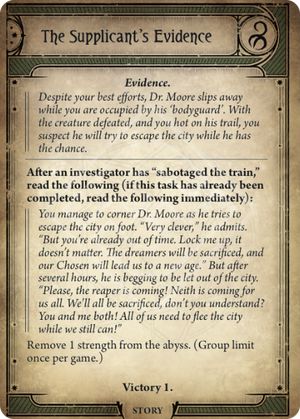 The Supplicant's Evidence
Evidence.
Despite your best efforts, Dr. Moore slips away
while you are occupied by his 'bodyguard'. With
the creature defeated, and you hot on his trail, you
suspect he will try to escape the city while he has
the chance.
After an investigator has "sabotaged the train,"
read the following (if this task has already been
completed, read the following immediately):
You manage to corner Dr. Moore as he tries to
escape the city on foot. "Very clever," he admits.
"But you're already out of time. Lock me up, it
doesn't matter. The dreamers will be sacrificed, and
our Chosen will lead us to a new age." But after
several hours, he is begging to be let out of the city.
"Please, the reaper is coming! Neith is coming for
us all. We'll all be sacrificed, don't you understand?
You and me both! All of us need to flee the city
while we still can!"
Remove 1 strength from the abyss. (Group limit
once per game.)
Victory 1.
STORY